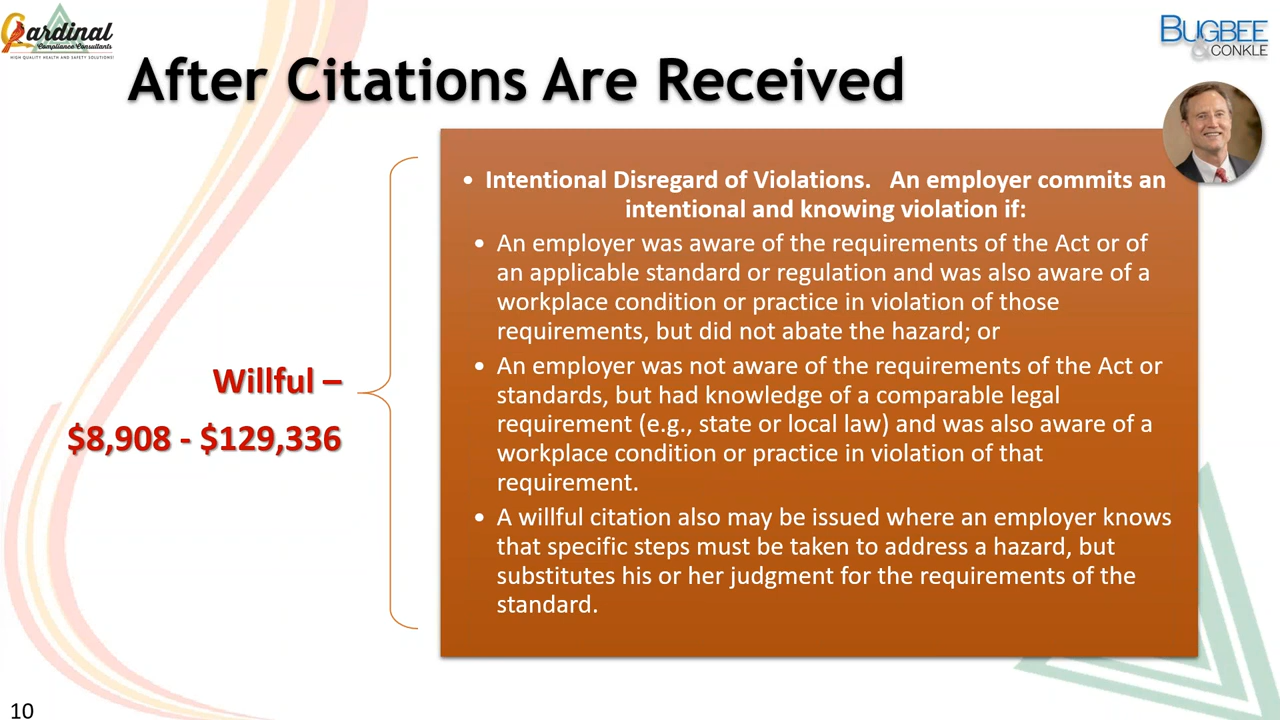 Cardinal
Compliance Consultants
HIGH QUALITY HEALTH AND SAFETY SOLUTIONS!
BUGBEE
& CONKLE
After Citations Are Received
Willful –
$8,908 - $129,336
• Intentional Disregard of Violations. An employer commits an
intentional and knowing violation if:
• An employer was aware of the requirements of the Act or of
an applicable standard or regulation and was also aware of a
workplace condition or practice in violation of those
requirements, but did not abate the hazard; or
• An employer was not aware of the requirements of the Act or
standards, but had knowledge of a comparable legal
requirement (e.g., state or local law) and was also aware of a
workplace condition or practice in violation of that
requirement.
• A willful citation also may be issued where an employer knows
that specific steps must be taken to address a hazard, but
substitutes his or her judgment for the requirements of the
standard.
10